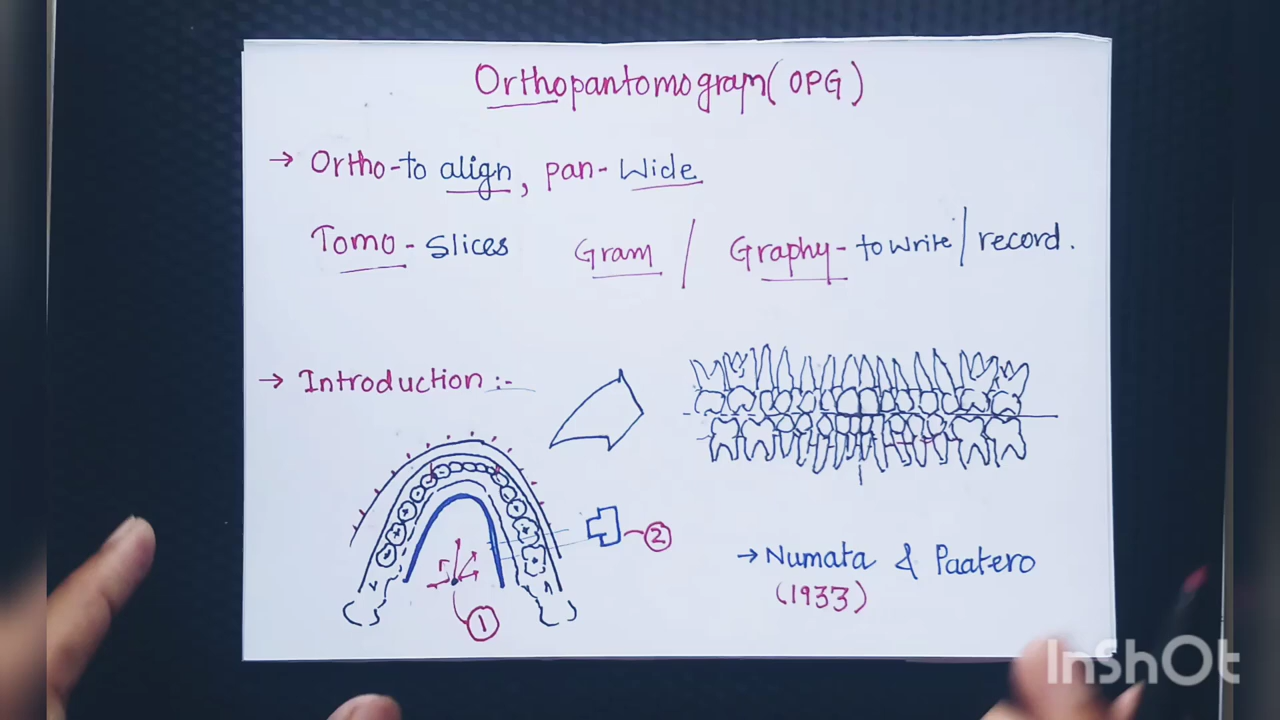 Orthopantomogram (OPG)
→ Ortho - to align, pan - Wide
Tomo - Slices Gram / Graphy - to write / record.
→ Introduction :-
2
→ Numata & Paatero
(1933)
1
InShOt